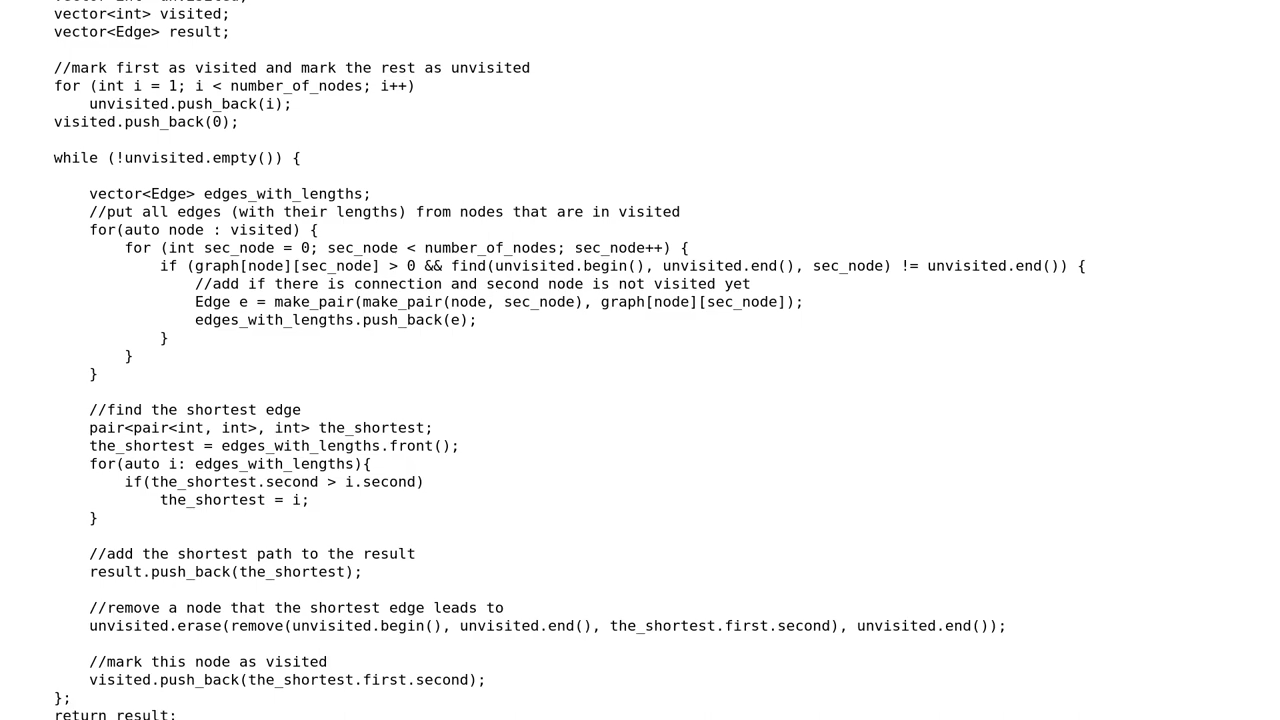 vector<int> visited;
vector<Edge> result;

//mark first as visited and mark the rest as unvisited
for (int i = 1; i < number_of_nodes; i++)
    unvisited.push_back(i);
visited.push_back(0);

while (!unvisited.empty()) {

    vector<Edge> edges_with_lengths;
    //put all edges (with their lengths) from nodes that are in visited
    for(auto node : visited) {
        for (int sec_node = 0; sec_node < number_of_nodes; sec_node++) {
            if (graph[node][sec_node] > 0 && find(unvisited.begin(), unvisited.end(), sec_node) != unvisited.end()) {
                //add if there is connection and second node is not visited yet
                Edge e = make_pair(make_pair(node, sec_node), graph[node][sec_node]);
                edges_with_lengths.push_back(e);
            }
        }
    }

    //find the shortest edge
    pair<pair<int, int>, int> the_shortest;
    the_shortest = edges_with_lengths.front();
    for(auto i: edges_with_lengths){
        if(the_shortest.second > i.second)
            the_shortest = i;
    }

    //add the shortest path to the result
    result.push_back(the_shortest);

    //remove a node that the shortest edge leads to
    unvisited.erase(remove(unvisited.begin(), unvisited.end(), the_shortest.first.second), unvisited.end());

    //mark this node as visited
    visited.push_back(the_shortest.first.second);
};
return result;